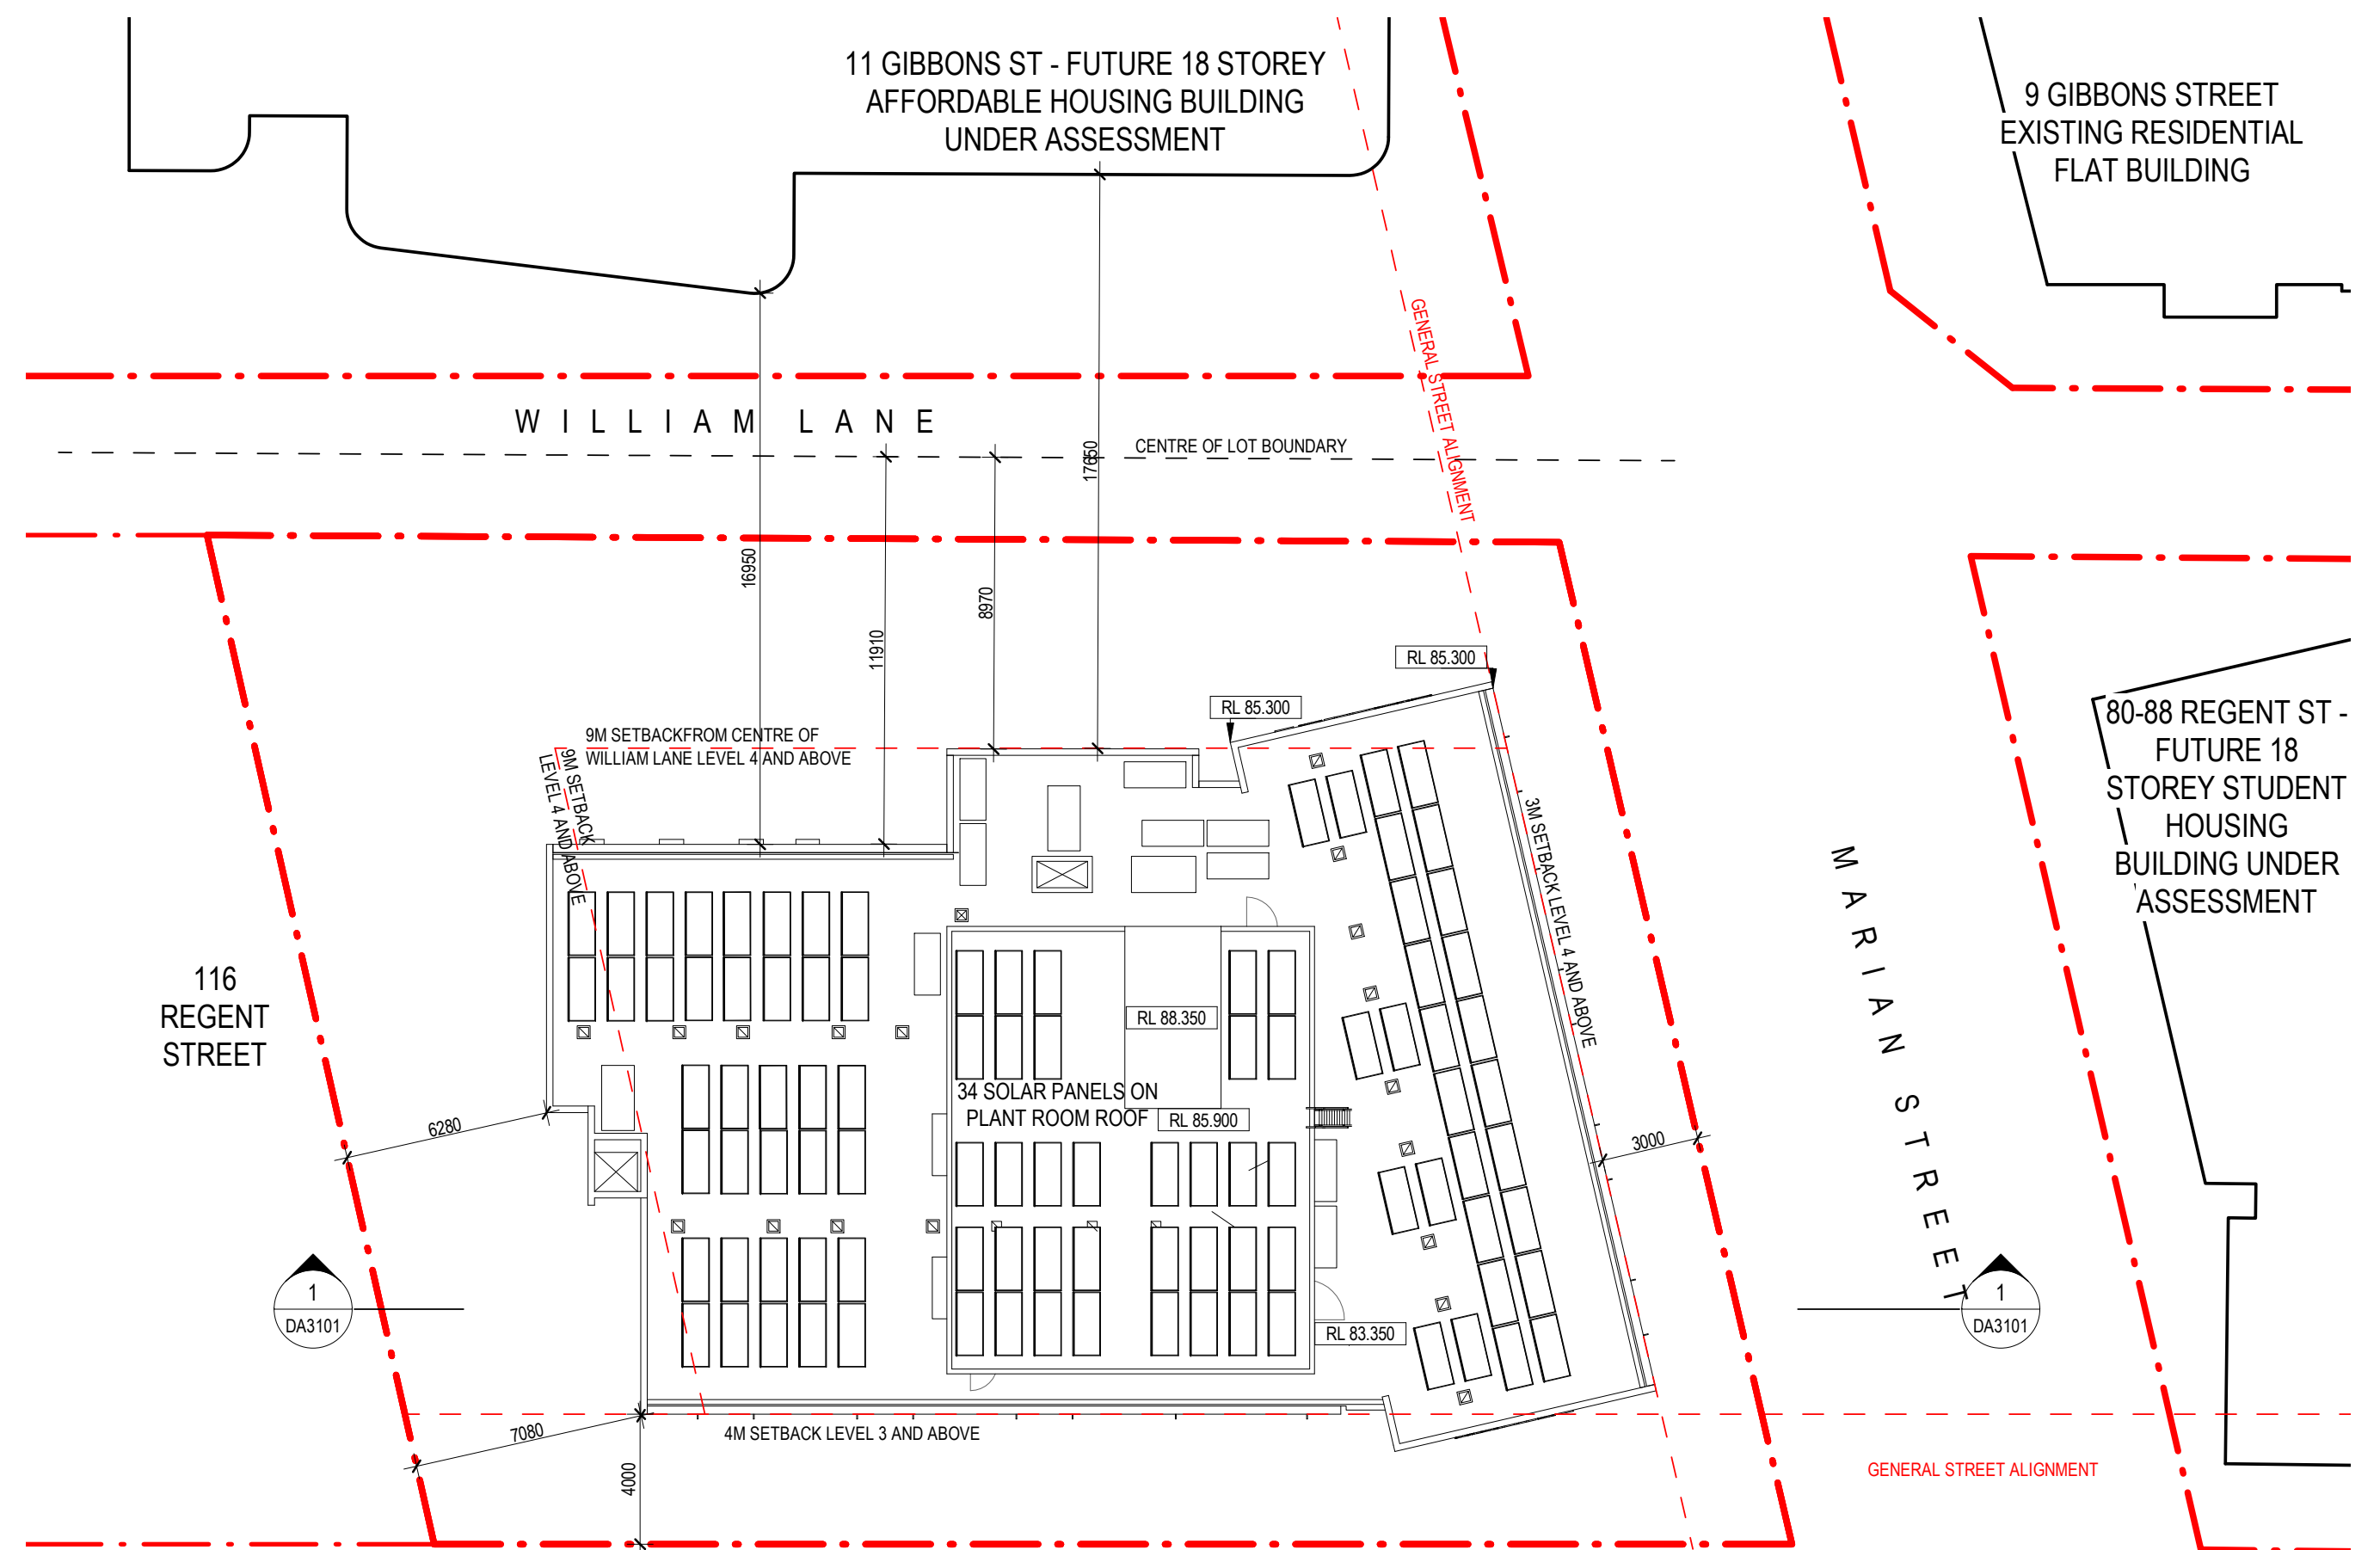 11 GIBBONS ST - FUTURE 18 STOREY
AFFORDABLE HOUSING BUILDING
UNDER ASSESSMENT
9 GIBBONS STREET
EXISTING RESIDENTIAL
FLAT BUILDING
GENERAL STREET ALIGNMENT
WILLIAM LANE
CENTRE OF LOT BOUNDARY
17650
16950
8970
11910
RL 85.300
RL 85.300
9M SETBACKFROM CENTRE OF
WILLIAM LANE LEVEL 4 AND ABOVE
9M SETBACK
LEVEL 4 AND ABOVE
3M SETBACK LEVEL 4 AND ABOVE
80-88 REGENT ST -
FUTURE 18
STOREY STUDENT
HOUSING
BUILDING UNDER
ASSESSMENT
MARIAN STREET
116
REGENT
STREET
RL 88.350
34 SOLAR PANELS ON
PLANT ROOM ROOF
RL 85.900
6280
3000
1
DA3101
1
DA3101
RL 83.350
7080
4M SETBACK LEVEL 3 AND ABOVE
4000
GENERAL STREET ALIGNMENT